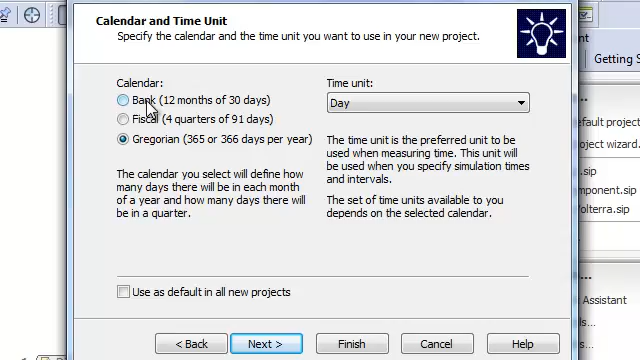 Calendar and Time Unit
Specify the calendar and the time unit you want to use in your new project.
Calendar:
Bank (12 months of 30 days)
Fiscal (4 quarters of 91 days)
Gregorian (365 or 366 days per year)
The calendar you select will define how
many days there will be in each month
of a year and how many days there will
be in a quarter.
Time unit:
Day
The time unit is the preferred unit to be
used when measuring time. This unit will
be used when you specify simulation times
and intervals.
The set of time units available to you
depends on the selected calendar.
Use as default in all new projects
< Back
Next >
Finish
Cancel
Help
Getting S
efault project
roject wizard.
.sip
mponent.sip
olterra.sip
Assistant